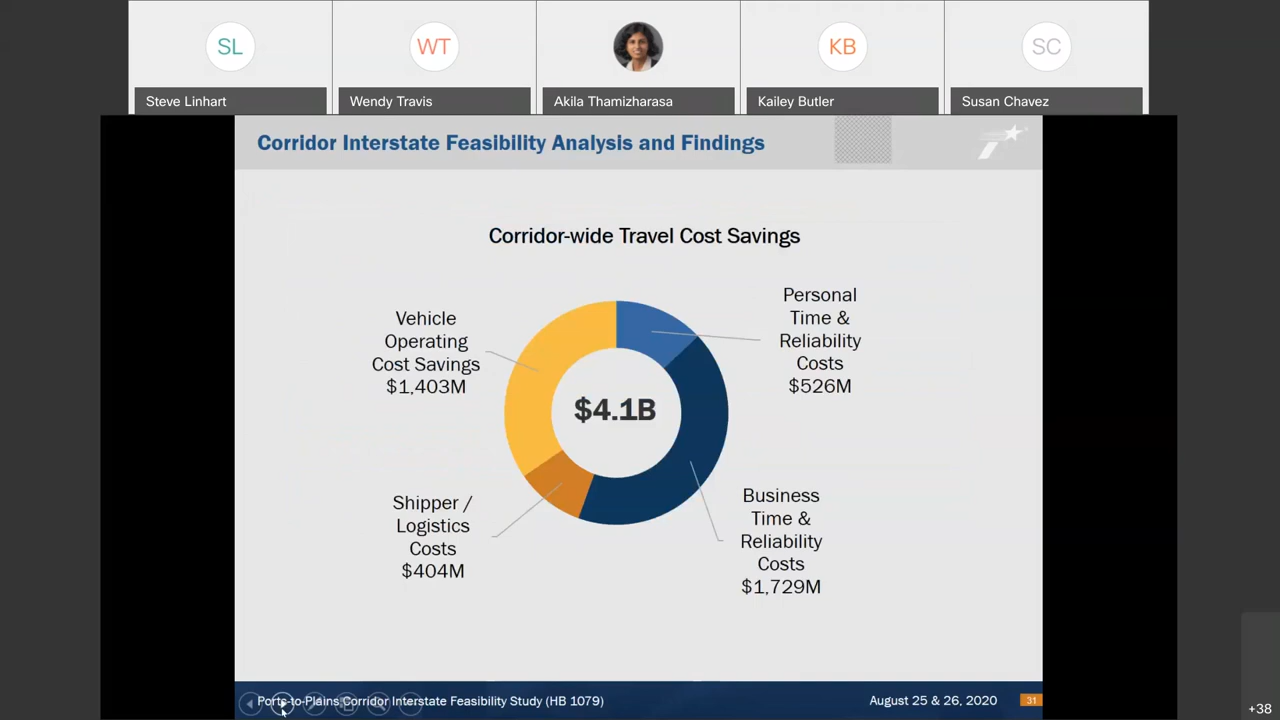 SL
WT
KB
SC
Steve Linhart
Wendy Travis
Akila Thamizharasa
Kailey Butler
Susan Chavez
Corridor Interstate Feasibility Analysis and Findings
Corridor-wide Travel Cost Savings
Vehicle
Operating
Cost Savings
$1,403M
Personal
Time &
Reliability
Costs
$526M
$4.1B
Shipper /
Logistics
Costs
$404M
Business
Time &
Reliability
Costs
$1,729M
Ports-to-Plains Corridor Interstate Feasibility Study (HB 1079)
August 25 & 26, 2020
31
+38